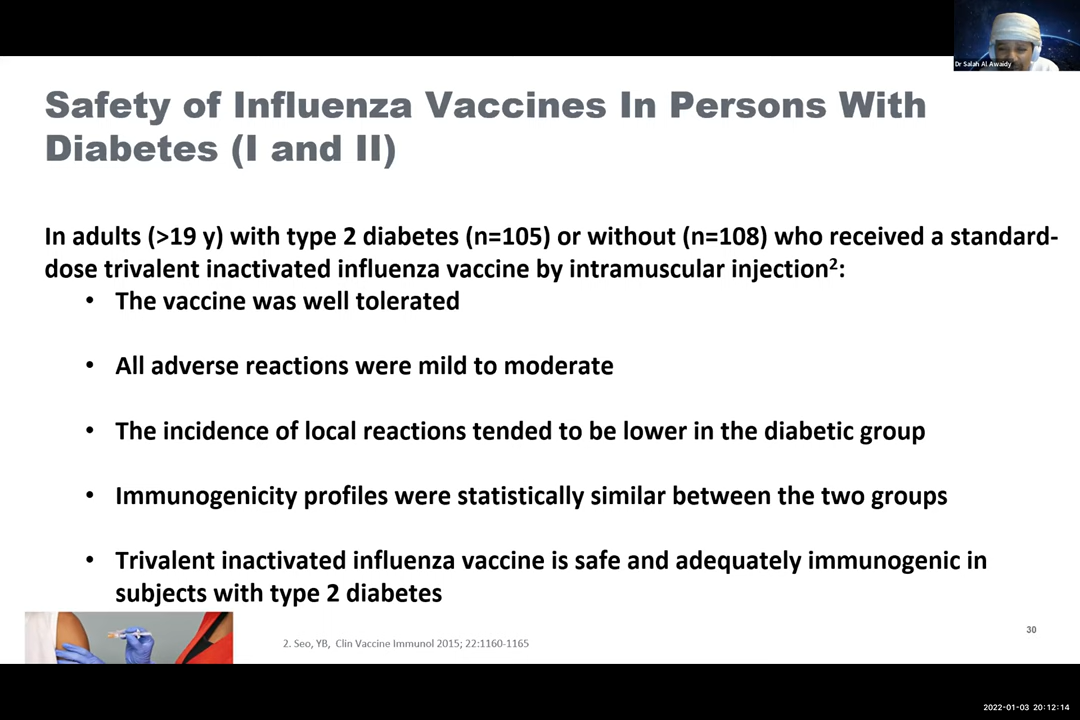 Dr Salah Al Awaidy
Safety of Influenza Vaccines In Persons With
Diabetes (I and II)
In adults (>19 y) with type 2 diabetes (n=105) or without (n=108) who received a standard-
dose trivalent inactivated influenza vaccine by intramuscular injection²:
• The vaccine was well tolerated
• All adverse reactions were mild to moderate
• The incidence of local reactions tended to be lower in the diabetic group
• Immunogenicity profiles were statistically similar between the two groups
• Trivalent inactivated influenza vaccine is safe and adequately immunogenic in
subjects with type 2 diabetes
30
2. Seo, YB, Clin Vaccine Immunol 2015; 22:1160-1165
2022-01-03 20:12:14